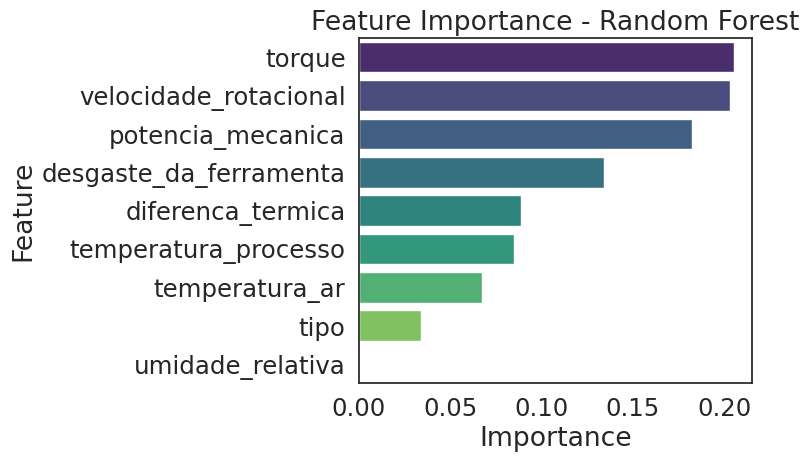 Feature Importance - Random Forest
Feature
torque
velocidade_rotacional
potencia_mecanica
desgaste_da_ferramenta
diferenca_termica
temperatura_processo
temperatura_ar
tipo
umidade_relativa
0.00 0.05 0.10 0.15 0.20
Importance